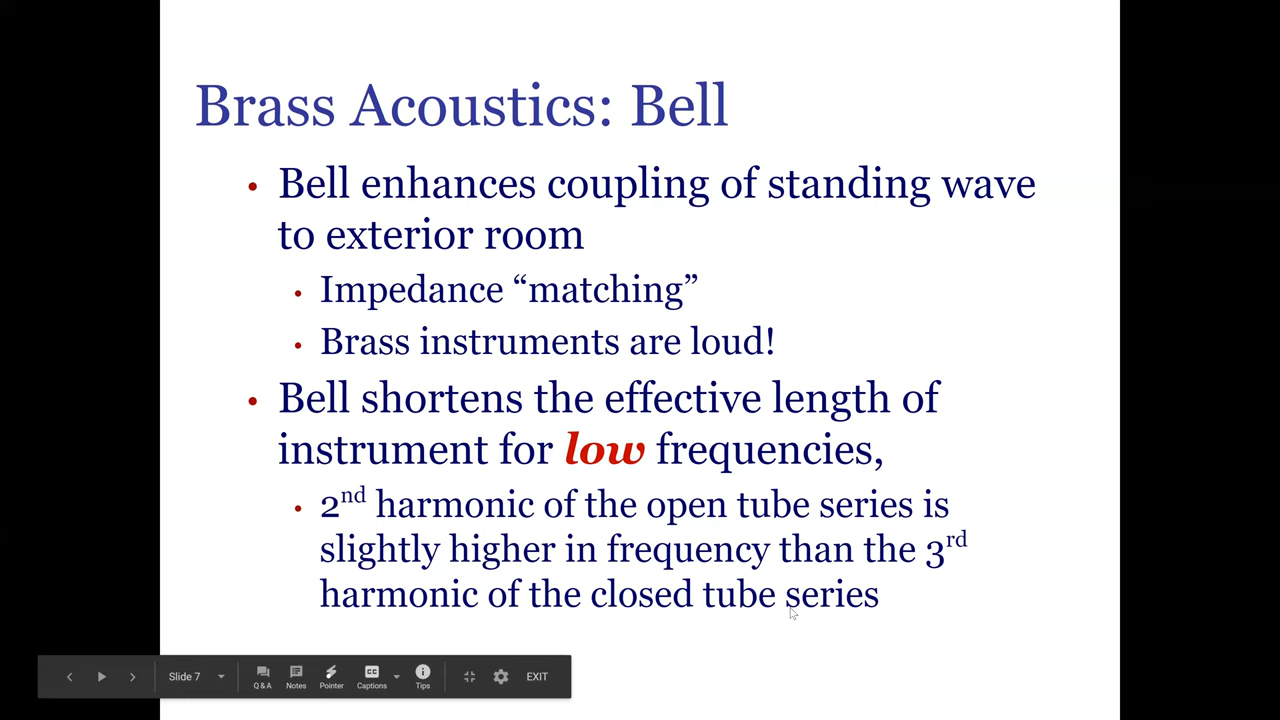 Brass Acoustics: Bell
• Bell enhances coupling of standing wave
to exterior room
• Impedance “matching”
• Brass instruments are loud!
• Bell shortens the effective length of
instrument for low frequencies,
• 2nd harmonic of the open tube series is
slightly higher in frequency than the 3rd
harmonic of the closed tube series
Slide 7
Q & A
Notes
Pointer
CC
Captions
Tips
EXIT